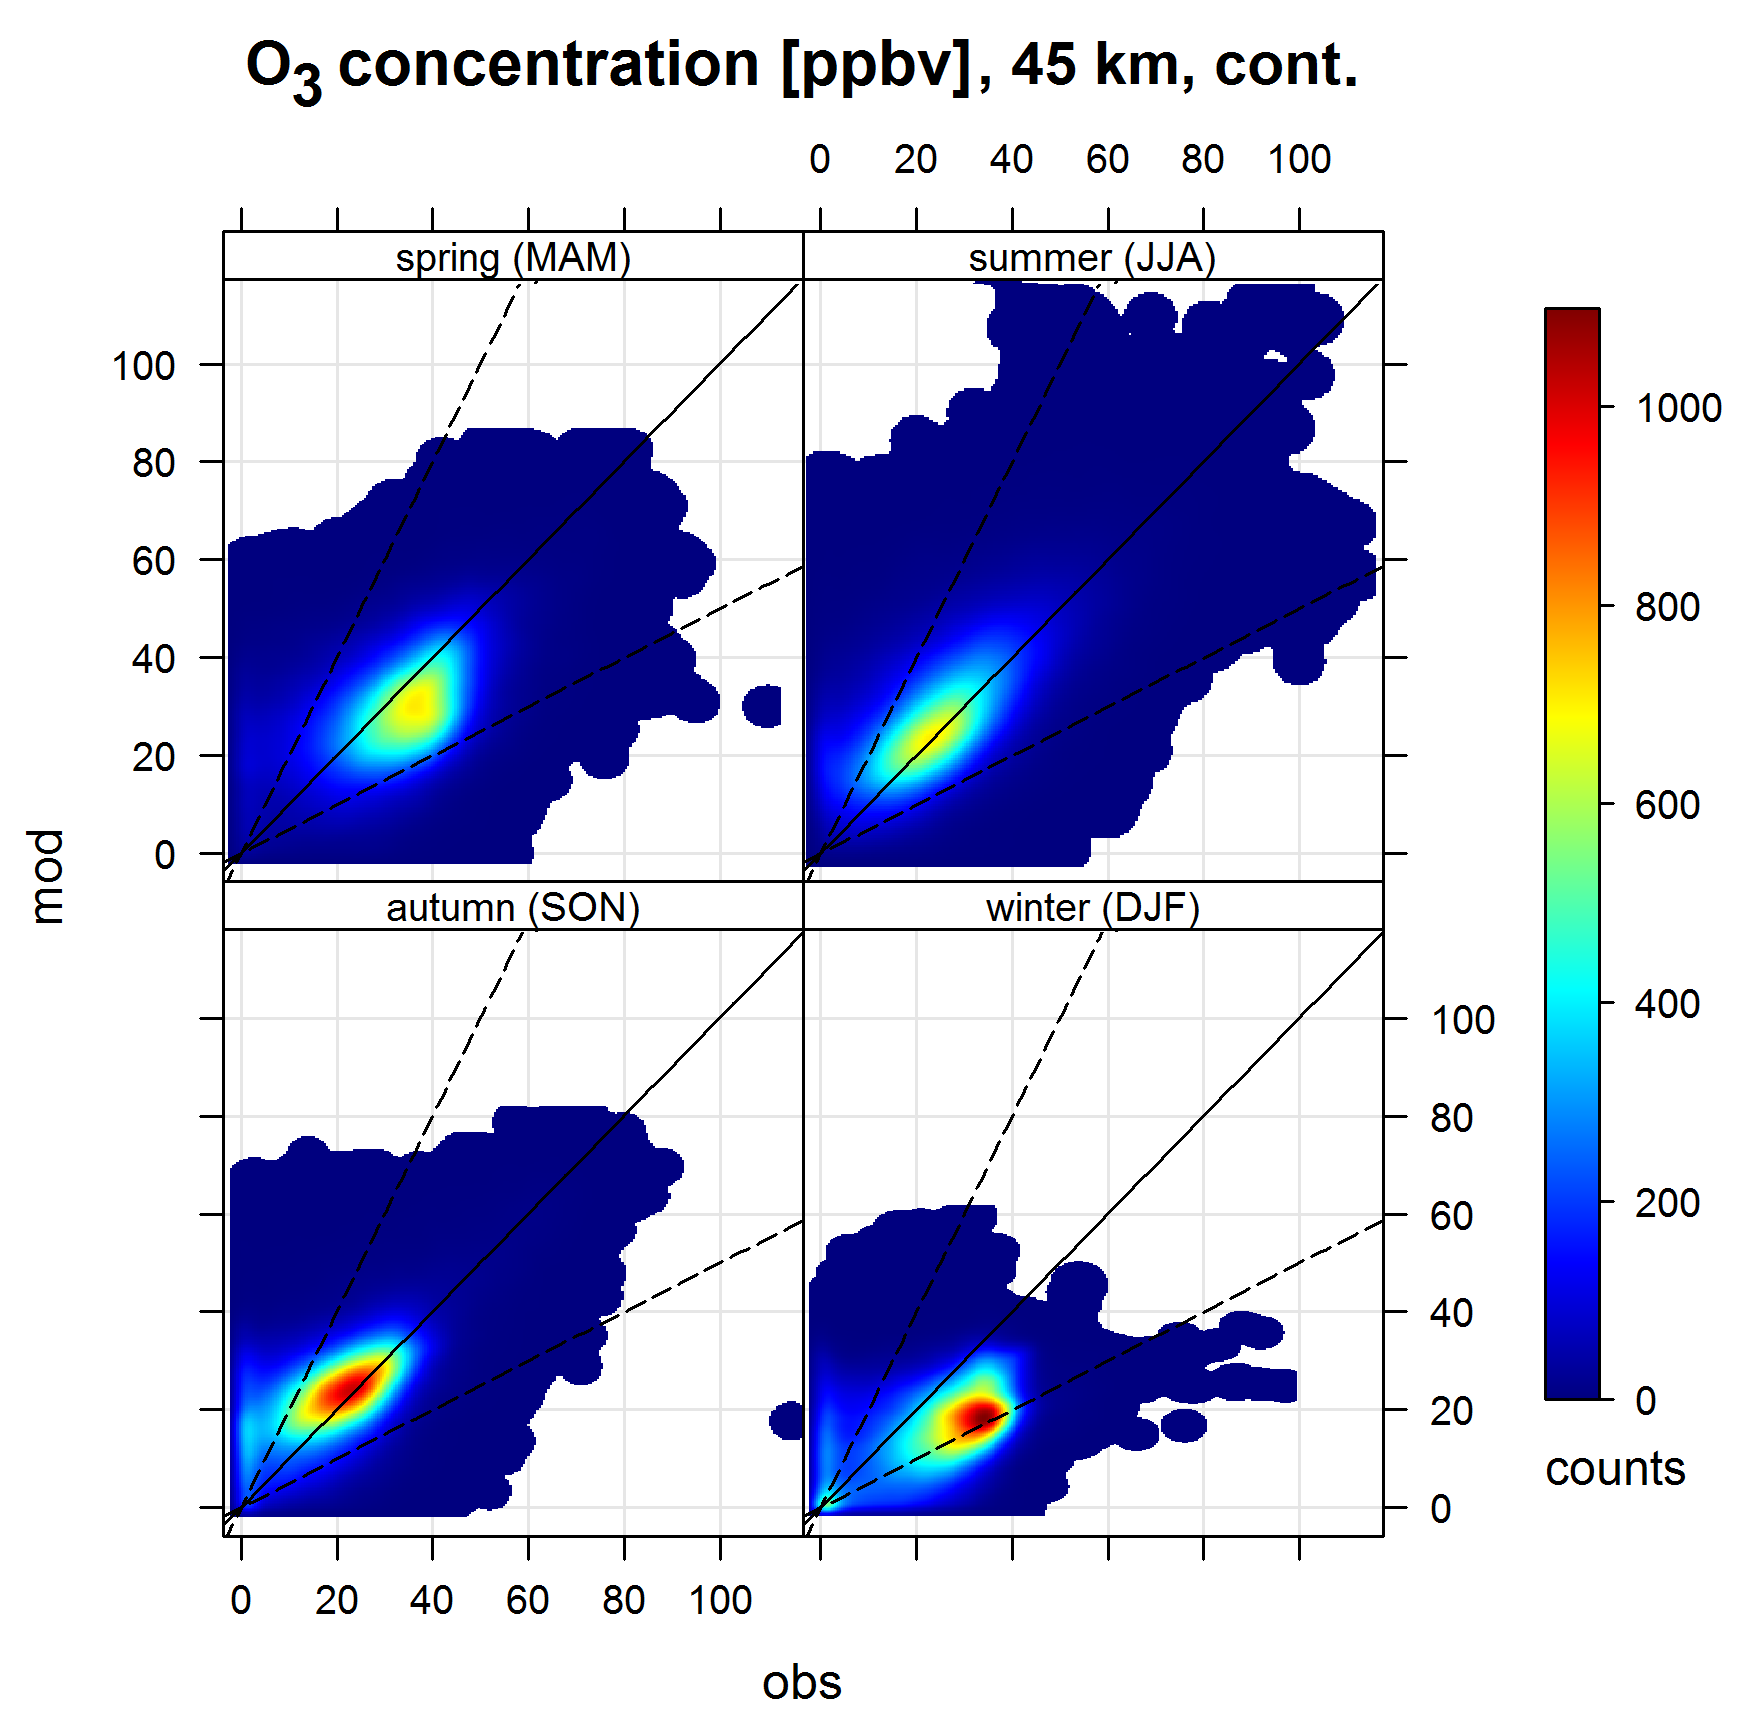 O3 concentration [ppbv], 45 km, cont.
0 20 40 60 80 100
spring (MAM)
summer (JJA)
100
80
60
40
20
0
mod
autumn (SON)
winter (DJF)
100
80
60
40
20
0
0 20 40 60 80 100
obs
1000
800
600
400
200
0
counts